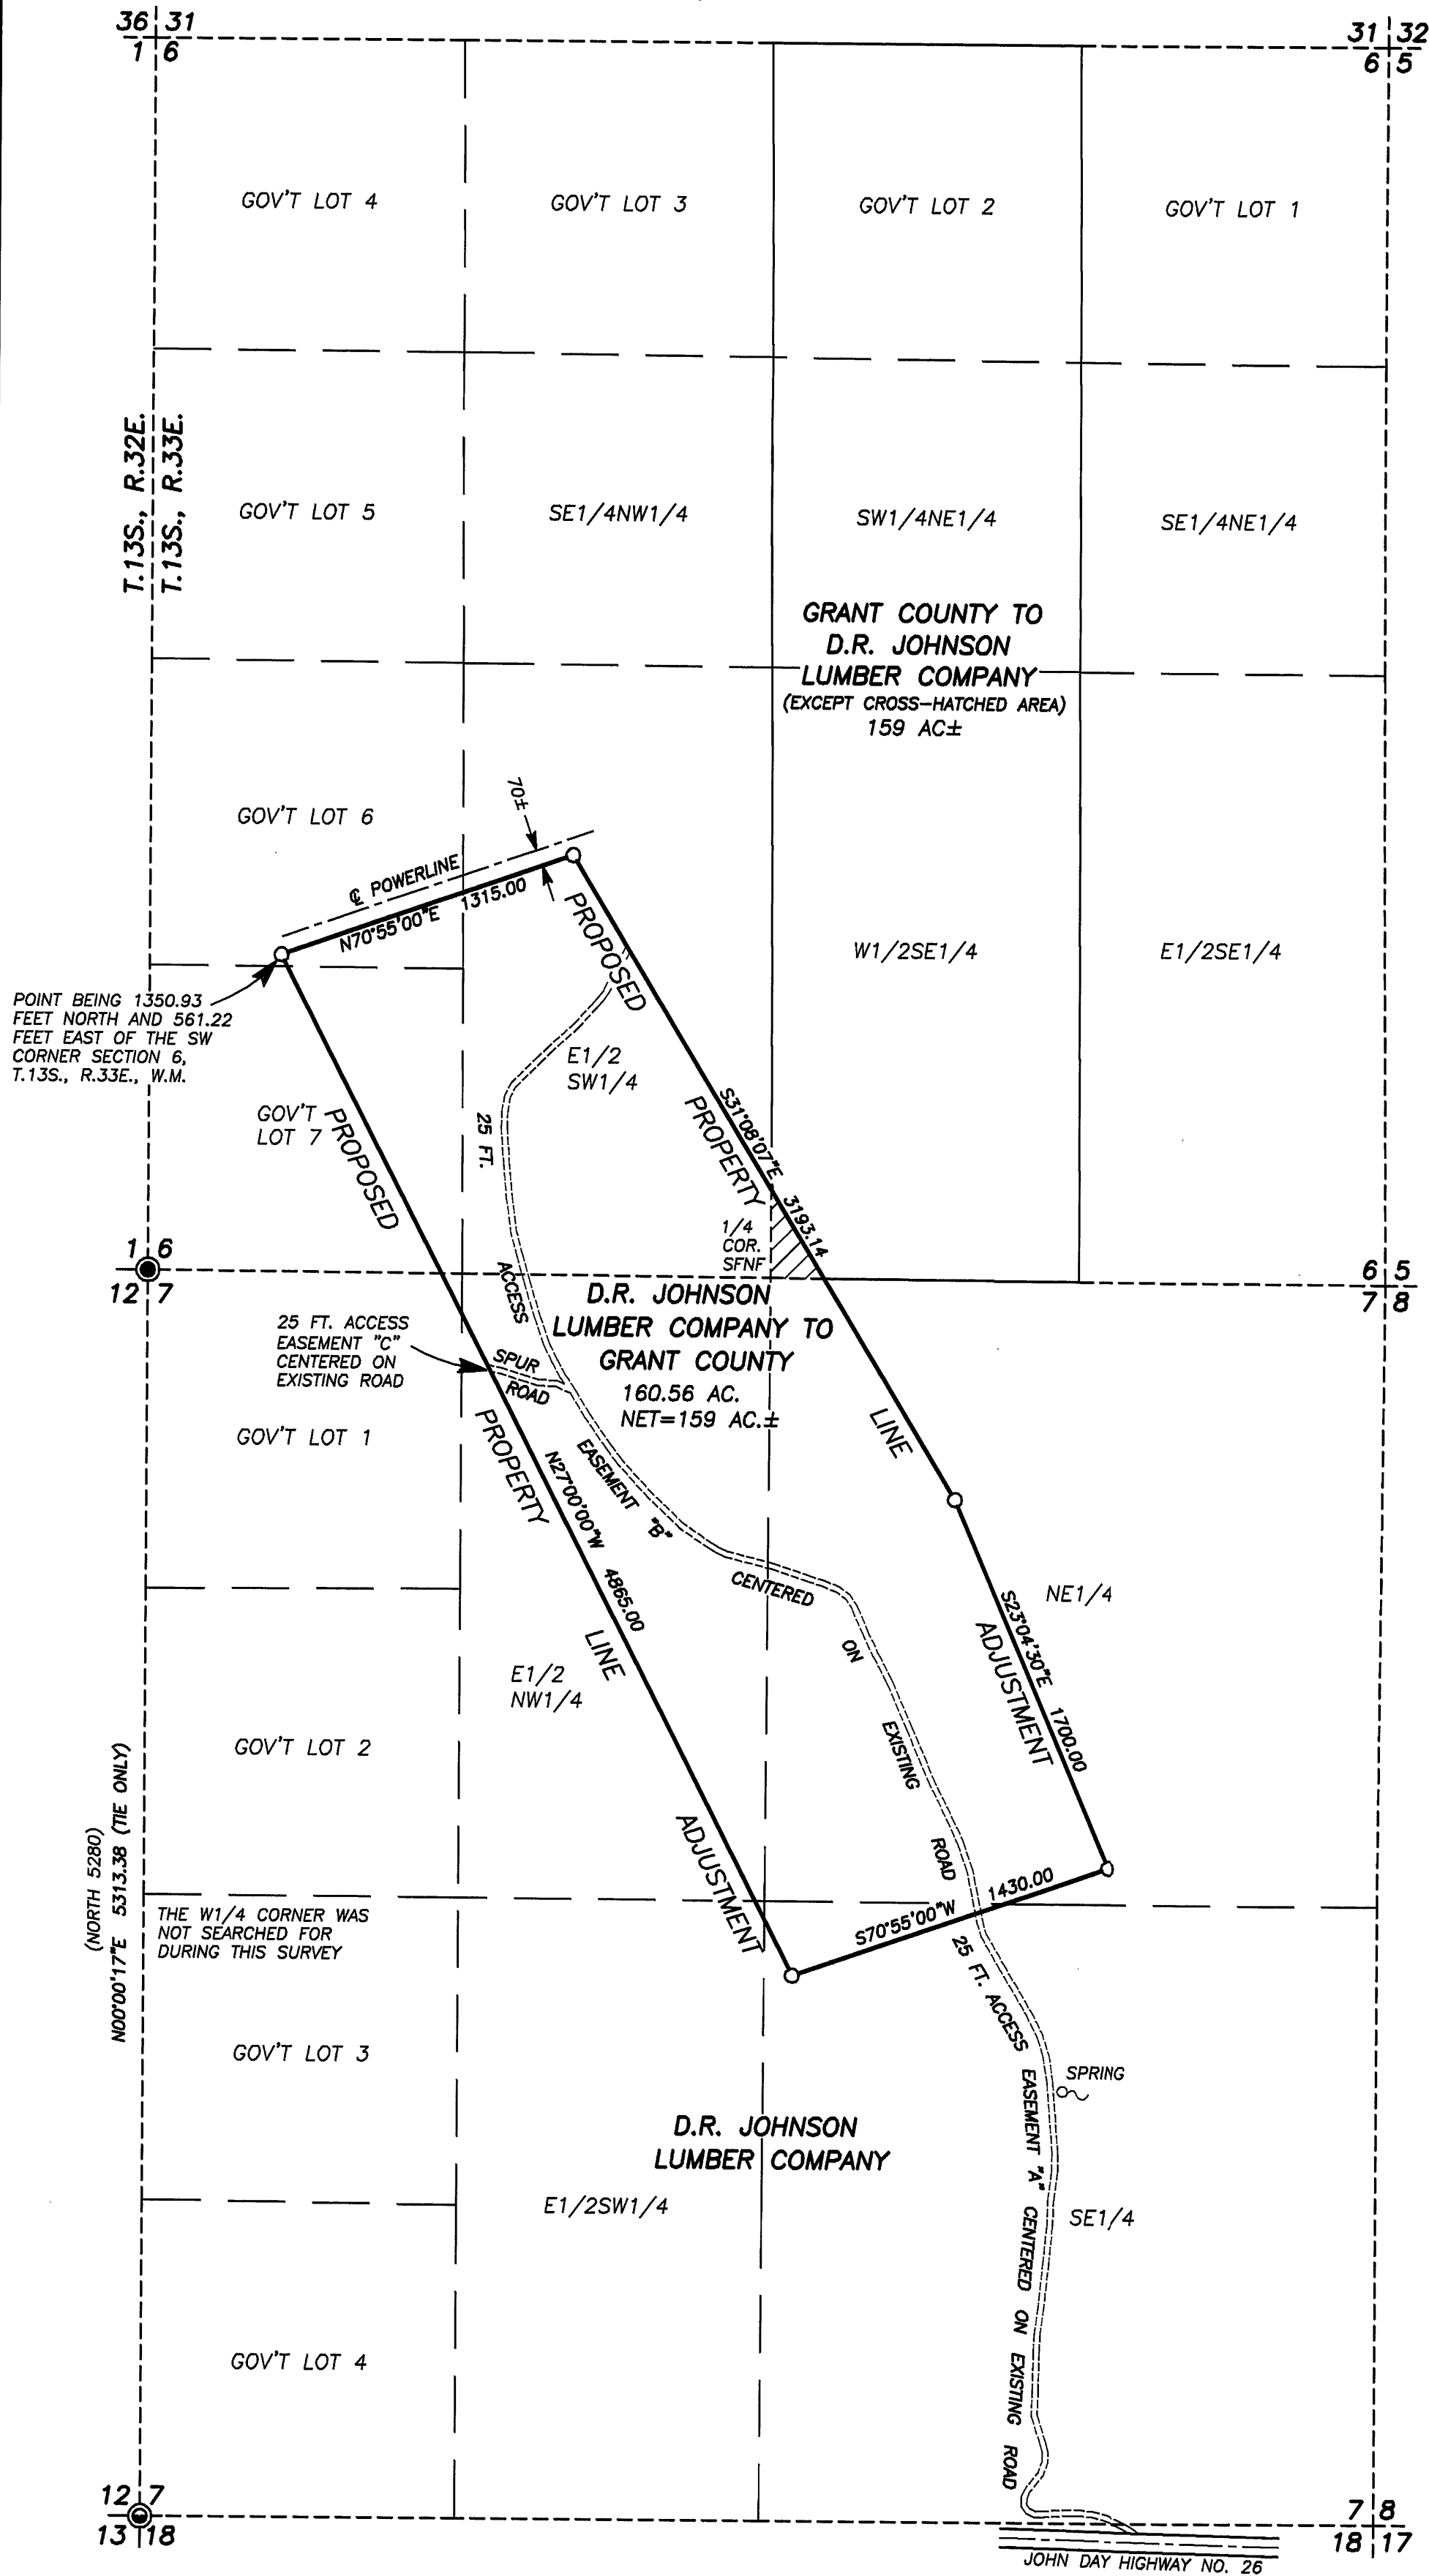 36 31
1 6
31 32
6 5
GOV'T LOT 4
GOV'T LOT 3
GOV'T LOT 2
GOV'T LOT 1
T.13S., R.32E.
T.13S., R.33E.
GOV'T LOT 5
SE1/4NW1/4
SW1/4NE1/4
SE1/4NE1/4
GRANT COUNTY TO
D.R. JOHNSON
LUMBER COMPANY
(EXCEPT CROSS-HATCHED AREA)
159 AC±
GOV'T LOT 6
70±
℄ POWERLINE
N70°55'00"E 1315.00
W1/2SE1/4
E1/2SE1/4
POINT BEING 1350.93
FEET NORTH AND 561.22
FEET EAST OF THE SW
CORNER SECTION 6,
T.13S., R.33E., W.M.
PROPOSED
PROPERTY
LINE
ADJUSTMENT
S31°08'07"E 3193.14
E1/2
SW1/4
GOV'T
LOT 7
PROPOSED
PROPERTY
LINE
ADJUSTMENT
N27°00'00"W 4865.00
25 FT.
ACCESS
EASEMENT "B"
CENTERED
ON
EXISTING
ROAD
1/4
COR.
SFNF
1 6
12 7
6 5
7 8
D.R. JOHNSON
LUMBER COMPANY TO
GRANT COUNTY
160.56 AC.
NET=159 AC.±
25 FT. ACCESS
EASEMENT "C"
CENTERED ON
EXISTING ROAD
SPUR
ROAD
GOV'T LOT 1
NE1/4
S23°04'30"E 1700.00
E1/2
NW1/4
GOV'T LOT 2
(NORTH 5280)
N00°00'17"E 5313.38 (TIE ONLY)
THE W1/4 CORNER WAS
NOT SEARCHED FOR
DURING THIS SURVEY
S70°55'00"W 1430.00
25 FT. ACCESS EASEMENT "A" CENTERED ON EXISTING ROAD
GOV'T LOT 3
SPRING
D.R. JOHNSON
LUMBER COMPANY
E1/2SW1/4
SE1/4
GOV'T LOT 4
12 7
13 18
7 8
18 17
JOHN DAY HIGHWAY NO. 26